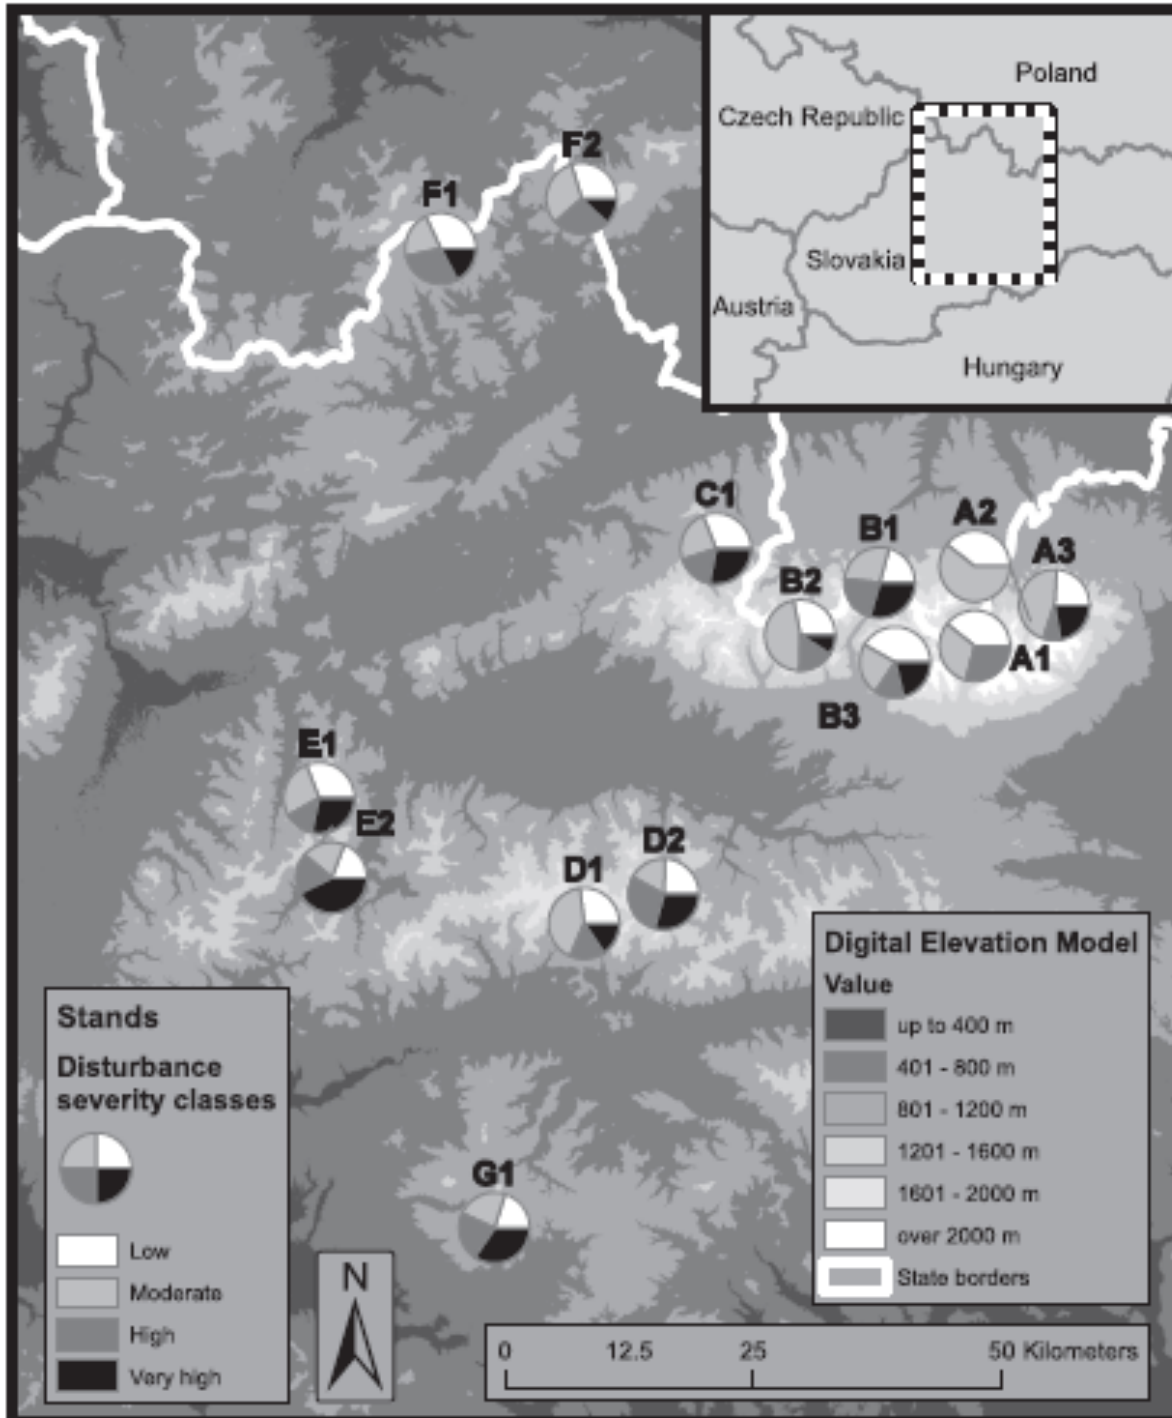 Poland
Czech Republic
Slovakia
Austria
Hungary
F2
F1
C1
B1
A2
A3
B2
A1
B3
E1
E2
D2
D1
G1
Stands
Disturbance
severity classes
Low
Moderate
High
Very high
N
Digital Elevation Model
Value
up to 400 m
401 - 800 m
801 - 1200 m
1201 - 1600 m
1601 - 2000 m
over 2000 m
State borders
0 12.5 25 50 Kilometers